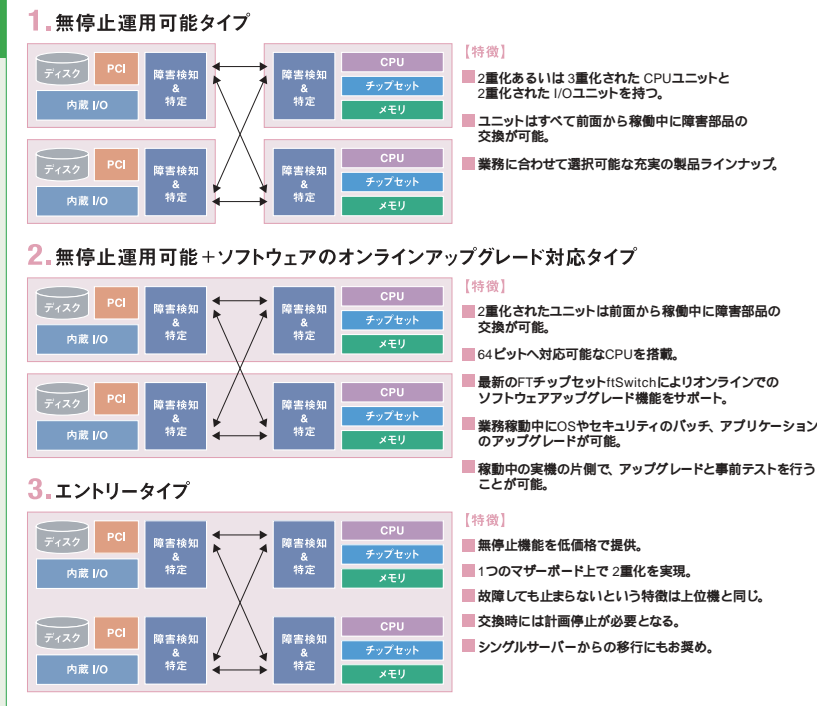 1.無停止運用可能タイプ
ディスク
PCI
内蔵 I/O
障害検知
&
特定
障害検知
&
特定
CPU
チップセット
メモリ
ディスク
PCI
内蔵 I/O
障害検知
&
特定
障害検知
&
特定
CPU
チップセット
メモリ
【特徴】
2重化あるいは 3重化された CPUユニットと
2重化された I/Oユニットを持つ。
ユニットはすべて前面から稼働中に障害部品の
交換が可能。
業務に合わせて選択可能な充実の製品ラインナップ。
2.無停止運用可能+ソフトウェアのオンラインアップグレード対応タイプ
ディスク
PCI
内蔵 I/O
障害検知
&
特定
障害検知
&
特定
CPU
チップセット
メモリ
ディスク
PCI
内蔵 I/O
障害検知
&
特定
障害検知
&
特定
CPU
チップセット
メモリ
【特徴】
2重化されたユニットは前面から稼働中に障害部品の
交換が可能。
64ビットへ対応可能なCPUを搭載。
最新のFTチップセットftSwitchによりオンラインでの
ソフトウェアアップグレード機能をサポート。
業務稼動中にOSやセキュリティのパッチ、アプリケーション
のアップグレードが可能。
稼動中の実機の片側で、アップグレードと事前テストを行う
ことが可能。
3.エントリータイプ
ディスク
PCI
内蔵 I/O
障害検知
&
特定
障害検知
&
特定
CPU
チップセット
メモリ
ディスク
PCI
内蔵 I/O
障害検知
&
特定
障害検知
&
特定
CPU
チップセット
メモリ
【特徴】
無停止機能を低価格で提供。
1つのマザーボード上で 2重化を実現。
故障しても止まらないという特徴は上位機と同じ。
交換時には計画停止が必要となる。
シングルサーバーからの移行にもお奨め。